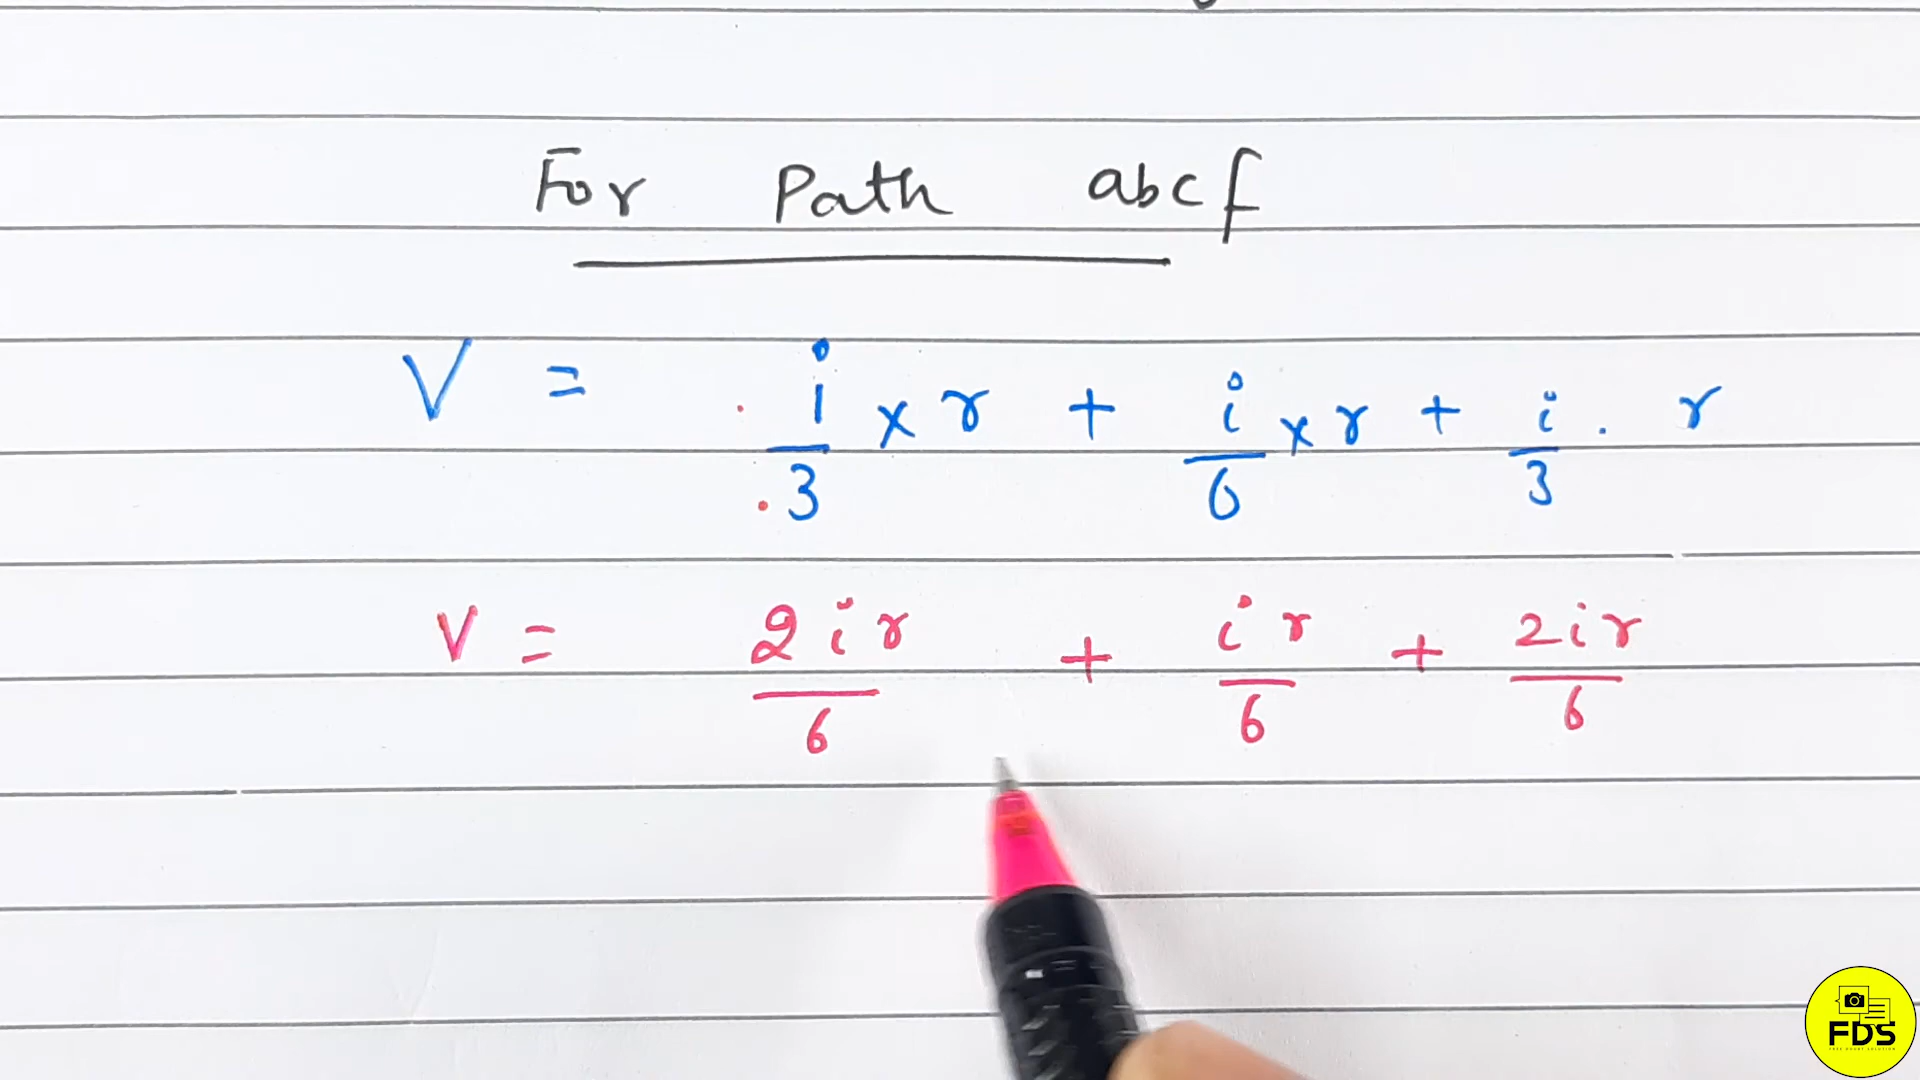 For Path abcf
V = i/3 × r + i/6 × r + i/3 . r
V = 2ir/6 + ir/6 + 2ir/6
FDS